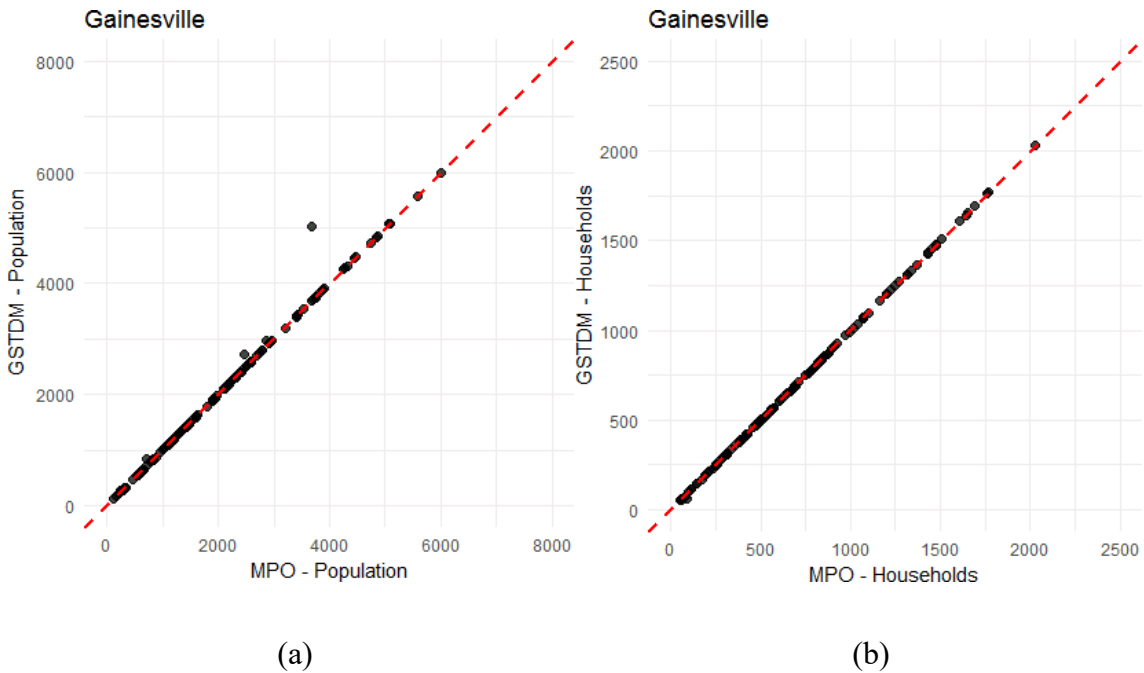 Gainesville
8000
6000
4000
2000
0
GSTDM - Population
0 2000 4000 6000 8000
MPO - Population
(a)
Gainesville
2500
2000
1500
1000
500
0
GSTDM - Households
0 500 1000 1500 2000 2500
MPO - Households
(b)